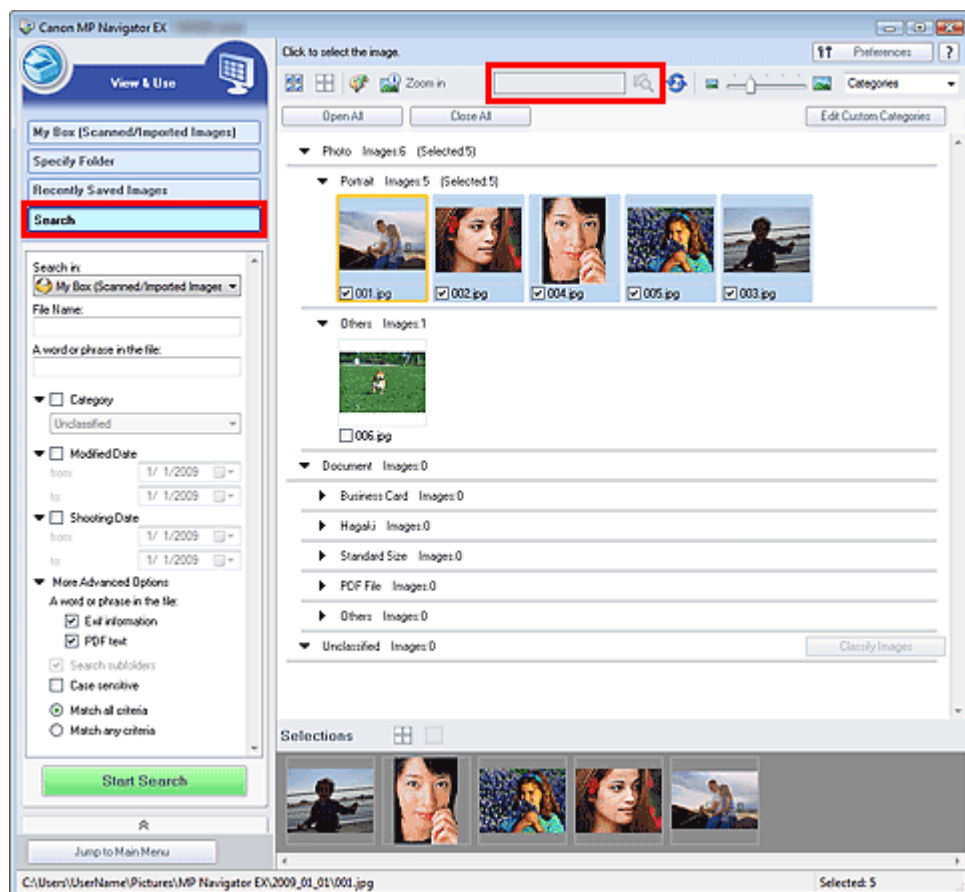 Canon MP Navigator EX
View & Use
My Box (Scanned/Imported Images)
Specify Folder
Recently Saved Images
Search
Search in:
My Box (Scanned/Imported Images
File Name:
A word or phrase in the file:
Category
Unclassified
Modified Date
from: 1/ 1/2009
to: 1/ 1/2009
Shooting Date
from: 1/ 1/2009
to: 1/ 1/2009
More Advanced Options
A word or phrase in the file:
Exif information
PDF text
Search subfolders
Case sensitive
Match all criteria
Match any criteria
Start Search
Jump to Main Menu
Click to select the image.
Preferences ?
Zoom in
Categories
Open All Close All Edit Custom Categories
Photo Images:6 (Selected:5)
Portrait Images:5 (Selected:5)
001.jpg 002.jpg 004.jpg 005.jpg 003.jpg
Others Images:1
006.jpg
Document Images:0
Business Card Images:0
Hagaki Images:0
Standard Size Images:0
PDF File Images:0
Others Images:0
Unclassified Images:0 Classify Images
Selections
C:\Users\UserName\Pictures\MP Navigator EX\2009_01_01\001.jpg Selected: 5